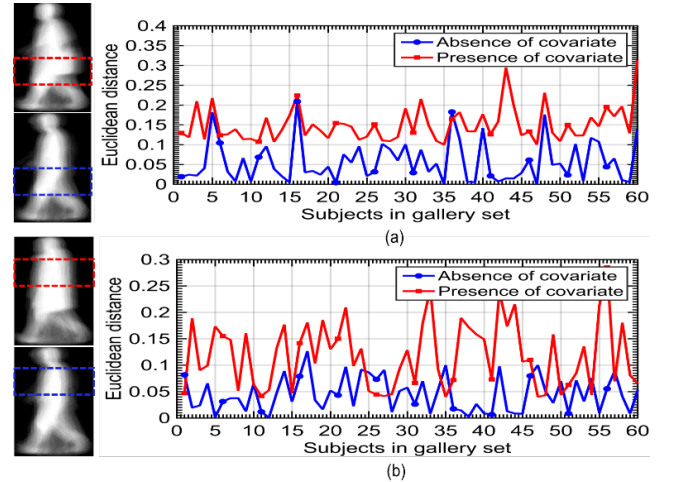 Euclidean distance
0.4
0.35
0.3
0.25
0.2
0.15
0.1
0.05
0
Absence of covariate
Presence of covariate
0 5 10 15 20 25 30 35 40 45 50 55 60
Subjects in gallery set
(a)
Euclidean distance
0.3
0.25
0.2
0.15
0.1
0.05
0
Absence of covariate
Presence of covariate
0 5 10 15 20 25 30 35 40 45 50 55 60
Subjects in gallery set
(b)